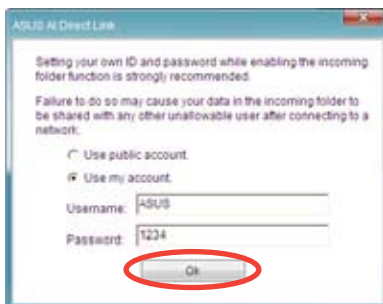 ASUS AI Direct Link
Setting your own ID and password while enabling the incoming
folder function is strongly recommended.
Failure to do so may cause your data in the incoming folder to
be shared with any other unallowable user after connecting to a
network.
Use public account.
Use my account.
Username: ASUS
Password: 1234
Ok